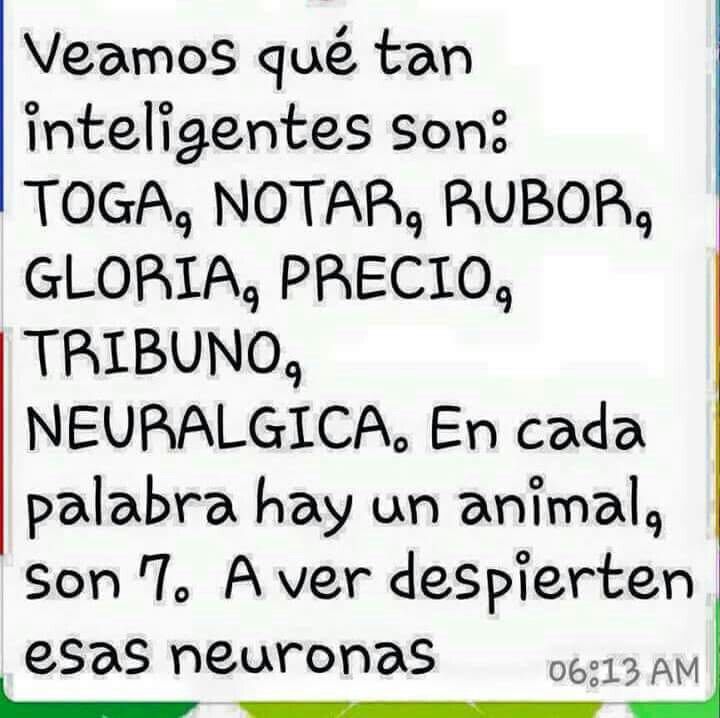 Veamos qué tan
inteligentes son:
TOGA, NOTAR, RUBOR,
GLORIA, PRECIO,
TRIBUNO,
NEURALGICA. En cada
palabra hay un animal,
son 7. A ver despierten
esas neuronas
06:13 AM